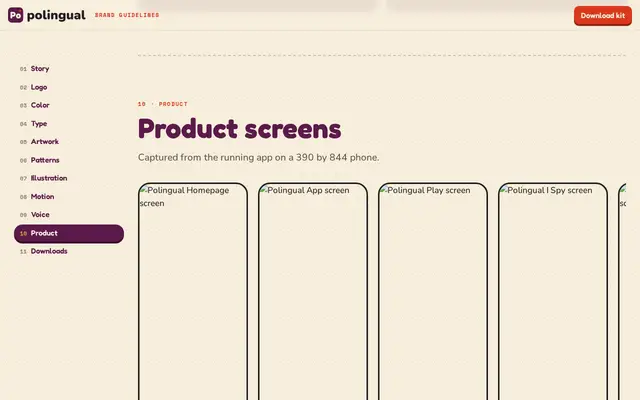 Po polingual
BRAND GUIDELINES
Download kit
01 Story
02 Logo
03 Color
04 Type
05 Artwork
06 Patterns
07 Illustration
08 Motion
09 Voice
10 Product
11 Downloads
10 · PRODUCT
Product screens
Captured from the running app on a 390 by 844 phone.
Polingual Homepage
screen
Polingual App screen
Polingual Play screen
Polingual I Spy screen